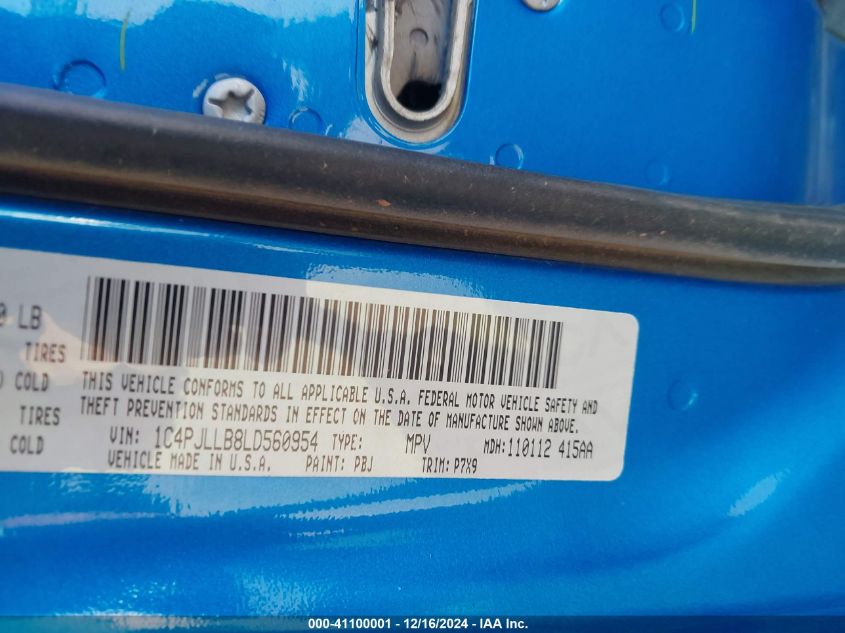 0 LB
TIRES
COLD
TIRES
COLD
THIS VEHICLE CONFORMS TO ALL APPLICABLE U.S.A. FEDERAL MOTOR VEHICLE SAFETY AND
THEFT PREVENTION STANDARDS IN EFFECT ON THE DATE OF MANUFACTURE SHOWN ABOVE.
VIN: 1C4PJLLB8LD560954 TYPE: MPV MDH:110112 415AA
VEHICLE MADE IN U.S.A. PAINT: PBJ TRIM: P7X9
000-41100001 - 12/16/2024 - IAA Inc.